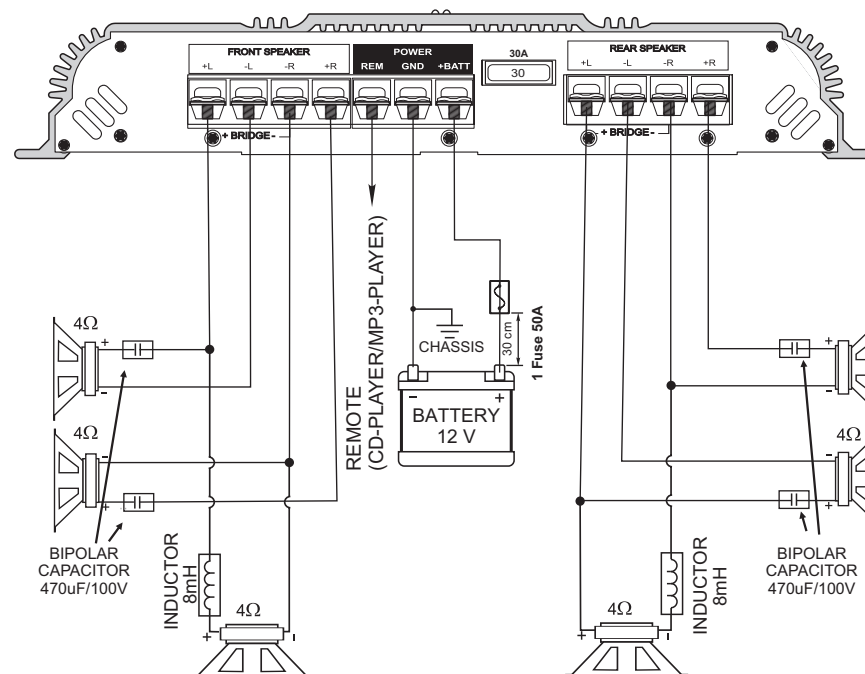 FRONT SPEAKER
+L -L -R +R
+ BRIDGE -
POWER
REM GND +BATT
30A
30
REAR SPEAKER
+L -L -R +R
+ BRIDGE -
REMOTE
(CD-PLAYER/MP3-PLAYER)
CHASSIS
30 cm
1 Fuse 50A
- +
BATTERY
12 V
4Ω
+
-
4Ω
-
+
BIPOLAR
CAPACITOR
470uF/100V
INDUCTOR
8mH
4Ω
+ -
4Ω
+
-
4Ω
-
+
BIPOLAR
CAPACITOR
470uF/100V
INDUCTOR
8mH
4Ω
+ -